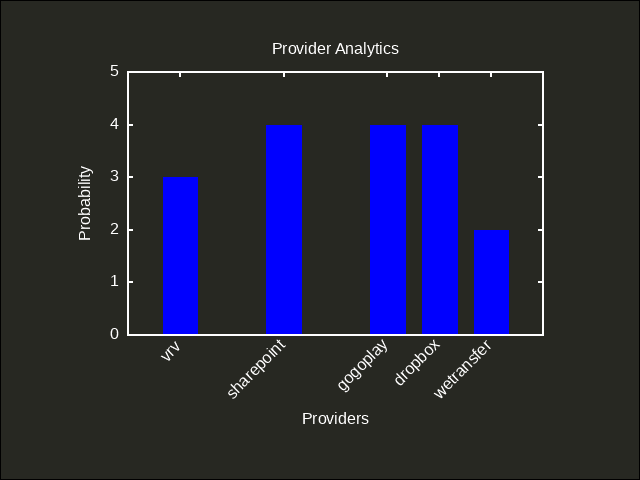 Provider Analytics
5
4
3
2
1
0
Probability
vrv
sharepoint
gogoplay
dropbox
wetransfer
Providers